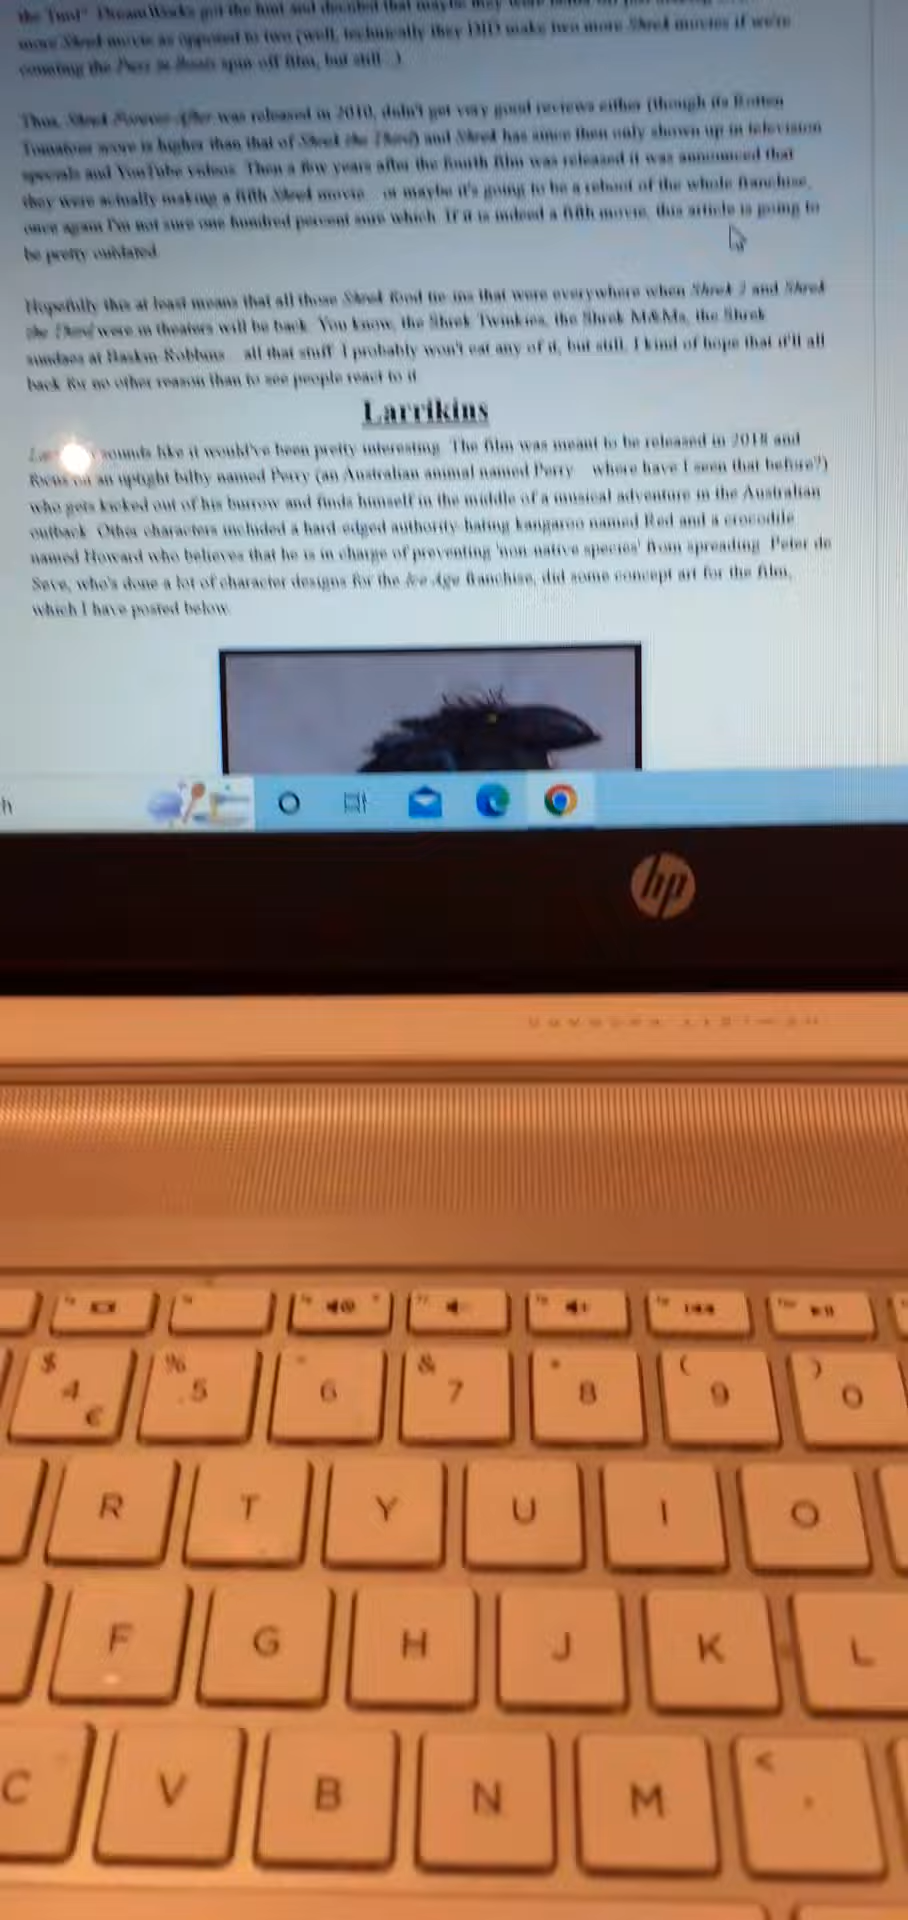 more Shrek movie as opposed to two (well, technically they DID make two more Shrek movies if we're
counting the Puss in Boots spin-off film, but still...)
Thus, Shrek Forever After was released in 2010, didn't get very good reviews either (though its Rotten
Tomatoes score is higher than that of Shrek the Third) and Shrek has since then only shown up in television
specials and YouTube videos. Then a few years after the fourth film was released it was announced that
they were actually making a fifth Shrek movie... or maybe it's going to be a reboot of the whole franchise,
once again I'm not sure one hundred percent sure which. If it is indeed a fifth movie, this article is going to
be pretty outdated.
Hopefully this at least means that all those Shrek food tie-ins that were everywhere when Shrek 2 and Shrek
the Third were in theaters will be back. You know, the Shrek Twinkies, the Shrek M&Ms, the Shrek
sundaes at Baskin-Robbins... all that stuff. I probably won't eat any of it, but still, I kind of hope that it'll all
back for no other reason than to see people react to it.
Larrikins
sounds like it would've been pretty interesting. The film was meant to be released in 2018 and
an uptight bilby named Perry (an Australian animal named Perry... where have I seen that before?)
who gets kicked out of his burrow and finds himself in the middle of a musical adventure in the Australian
outback. Other characters included a hard-edged authority-hating kangaroo named Red and a crocodile
named Howard who believes that he is in charge of preventing 'non-native species' from spreading. Peter de
Seve, who's done a lot of character designs for the Ice Age franchise, did some concept art for the film,
which I have posted below.
h
hp
$ % & * ( )
4 € 5 6 7 8 9 0
R T Y U I O
F G H J K L
C V B N M < ,